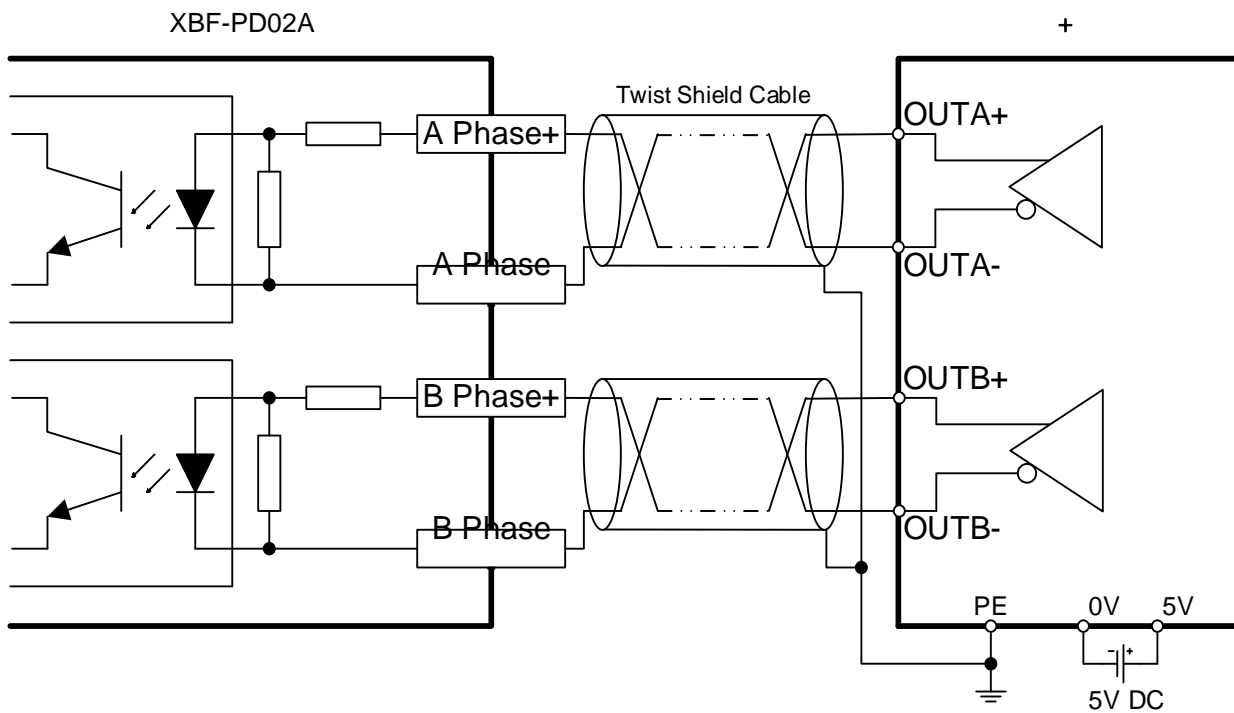 XBF-PD02A
+
Twist Shield Cable
A Phase+
OUTA+
A Phase
OUTA-
B Phase+
OUTB+
B Phase
OUTB-
PE
0V
5V
- +
5V DC